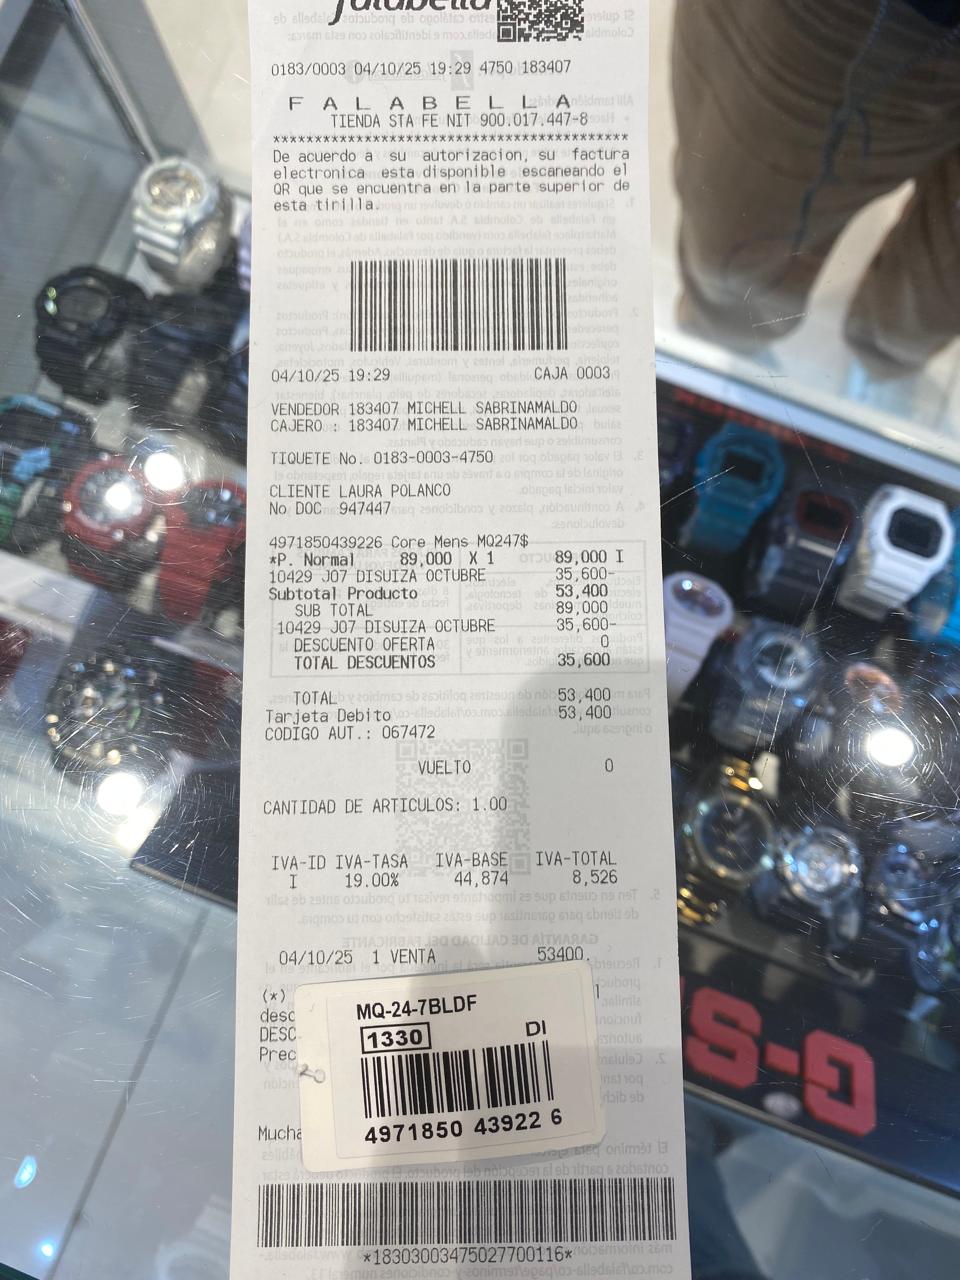 falabella
0183/0003 04/10/25 19:29 4750 183407
F A L A B E L L A
TIENDA STA FE NIT 900.017.447-8
******************************************
De acuerdo a su autorizacion, su factura
electronica esta disponible escaneando el
QR que se encuentra en la parte superior de
esta tirilla.
04/10/25 19:29 CAJA 0003
VENDEDOR 183407 MICHELL SABRINAMALDO
CAJERO : 183407 MICHELL SABRINAMALDO
TIQUETE No. 0183-0003-4750
CLIENTE LAURA POLANCO
No DOC 947447
4971850439226 Core Mens MQ247$
*P. Normal 89,000 X 1 89,000 I
10429 J07 DISUIZA OCTUBRE 35,600-
Subtotal Producto 53,400
SUB TOTAL 89,000
10429 J07 DISUIZA OCTUBRE 35,600-
DESCUENTO OFERTA 0
TOTAL DESCUENTOS 35,600
TOTAL 53,400
Tarjeta Debito 53,400
CODIGO AUT.: 067472
VUELTO 0
CANTIDAD DE ARTICULOS: 1.00
IVA-ID IVA-TASA IVA-BASE IVA-TOTAL
I 19.00% 44,874 8,526
04/10/25 1 VENTA 53400.
(*)
desc
DESC
Prec
MQ-24-7BLDF
1330 DI
4971850 43922 6
Mucha
*18303003475027700116*
G-S